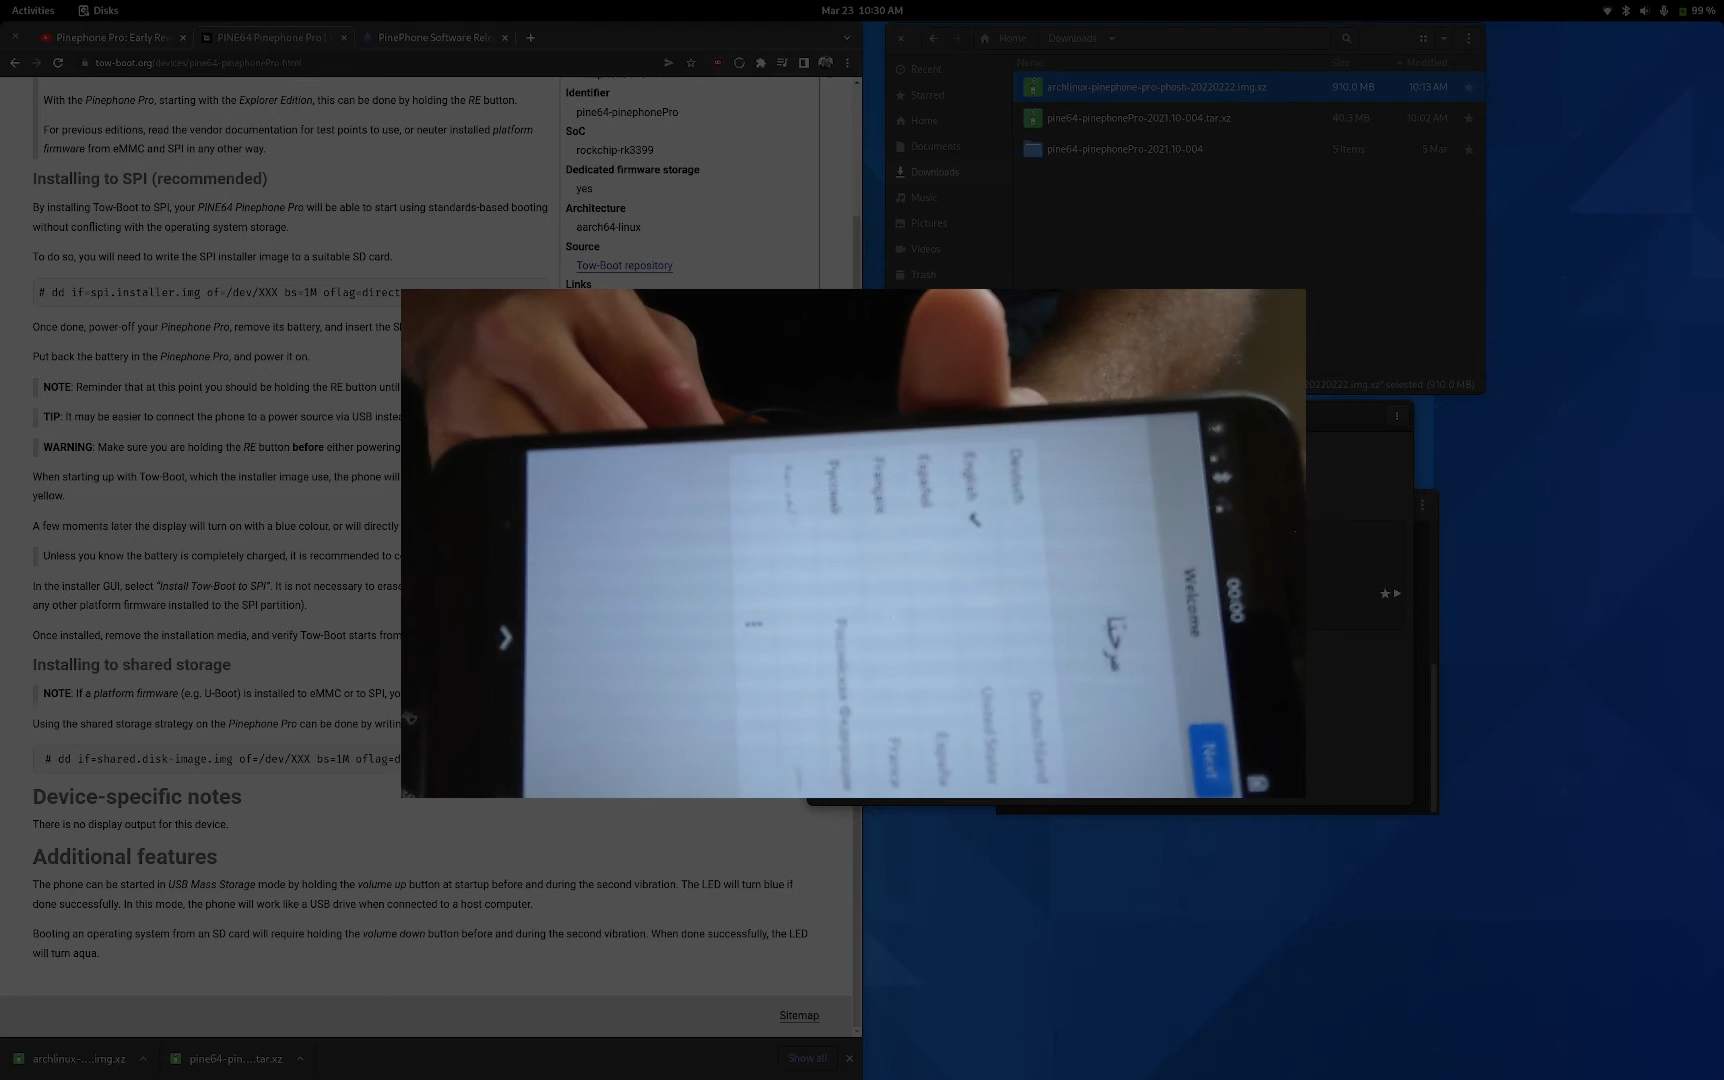 Activities
Disks
Mar 23 10:30 AM
99 %
Pinephone Pro: Early Re
PINE64 Pinephone Pro |
PinePhone Software Rel
tow-boot.org/devices/pine64-pinephonePro.html
With the Pinephone Pro, starting with the Explorer Edition, this can be done by holding the RE button.
For previous editions, read the vendor documentation for test points to use, or neuter installed platform
firmware from eMMC and SPI in any other way.
Installing to SPI (recommended)
By installing Tow-Boot to SPI, your PINE64 Pinephone Pro will be able to start using standards-based booting
without conflicting with the operating system storage.
To do so, you will need to write the SPI installer image to a suitable SD card.
# dd if=spi.installer.img of=/dev/XXX bs=1M oflag=direct
Once done, power-off your Pinephone Pro, remove its battery, and insert the S
Put back the battery in the Pinephone Pro, and power it on.
NOTE: Reminder that at this point you should be holding the RE button until
TIP: It may be easier to connect the phone to a power source via USB inste
WARNING: Make sure you are holding the RE button before either powering
When starting up with Tow-Boot, which the installer image use, the phone will
yellow.
A few moments later the display will turn on with a blue colour, or will directly
Unless you know the battery is completely charged, it is recommended to c
In the installer GUI, select “Install Tow-Boot to SPI”. It is not necessary to eras
any other platform firmware installed to the SPI partition).
Once installed, remove the installation media, and verify Tow-Boot starts from
Installing to shared storage
NOTE: If a platform firmware (e.g. U-Boot) is installed to eMMC or to SPI, yo
Using the shared storage strategy on the Pinephone Pro can be done by writin
# dd if=shared.disk-image.img of=/dev/XXX bs=1M oflag=d
Device-specific notes
There is no display output for this device.
Additional features
The phone can be started in USB Mass Storage mode by holding the volume up button at startup before and during the second vibration. The LED will turn blue if
done successfully. In this mode, the phone will work like a USB drive when connected to a host computer.
Booting an operating system from an SD card will require holding the volume down button before and during the second vibration. When done successfully, the LED
will turn aqua.
Sitemap
Identifier
pine64-pinephonePro
SoC
rockchip-rk3399
Dedicated firmware storage
yes
Architecture
aarch64-linux
Source
Tow-Boot repository
Links
archlinux-....img.xz
pine64-pin....tar.xz
Show all
Home
Downloads
Name
Size
Modified
Recent
Starred
Home
Documents
Downloads
Music
Pictures
Videos
Trash
archlinux-pinephone-pro-phosh-20220222.img.xz
910.0 MB
10:13 AM
pine64-pinephonePro-2021.10-004.tar.xz
40.3 MB
10:02 AM
pine64-pinephonePro-2021.10-004
5 items
5 Mar
20220222.img.xz” selected (910.0 MB)
00:00
Welcome
Next
مرحبًا
Deutsch
Deutschland
English
United States
Español
España
Français
France
Русский
Российская Федерация